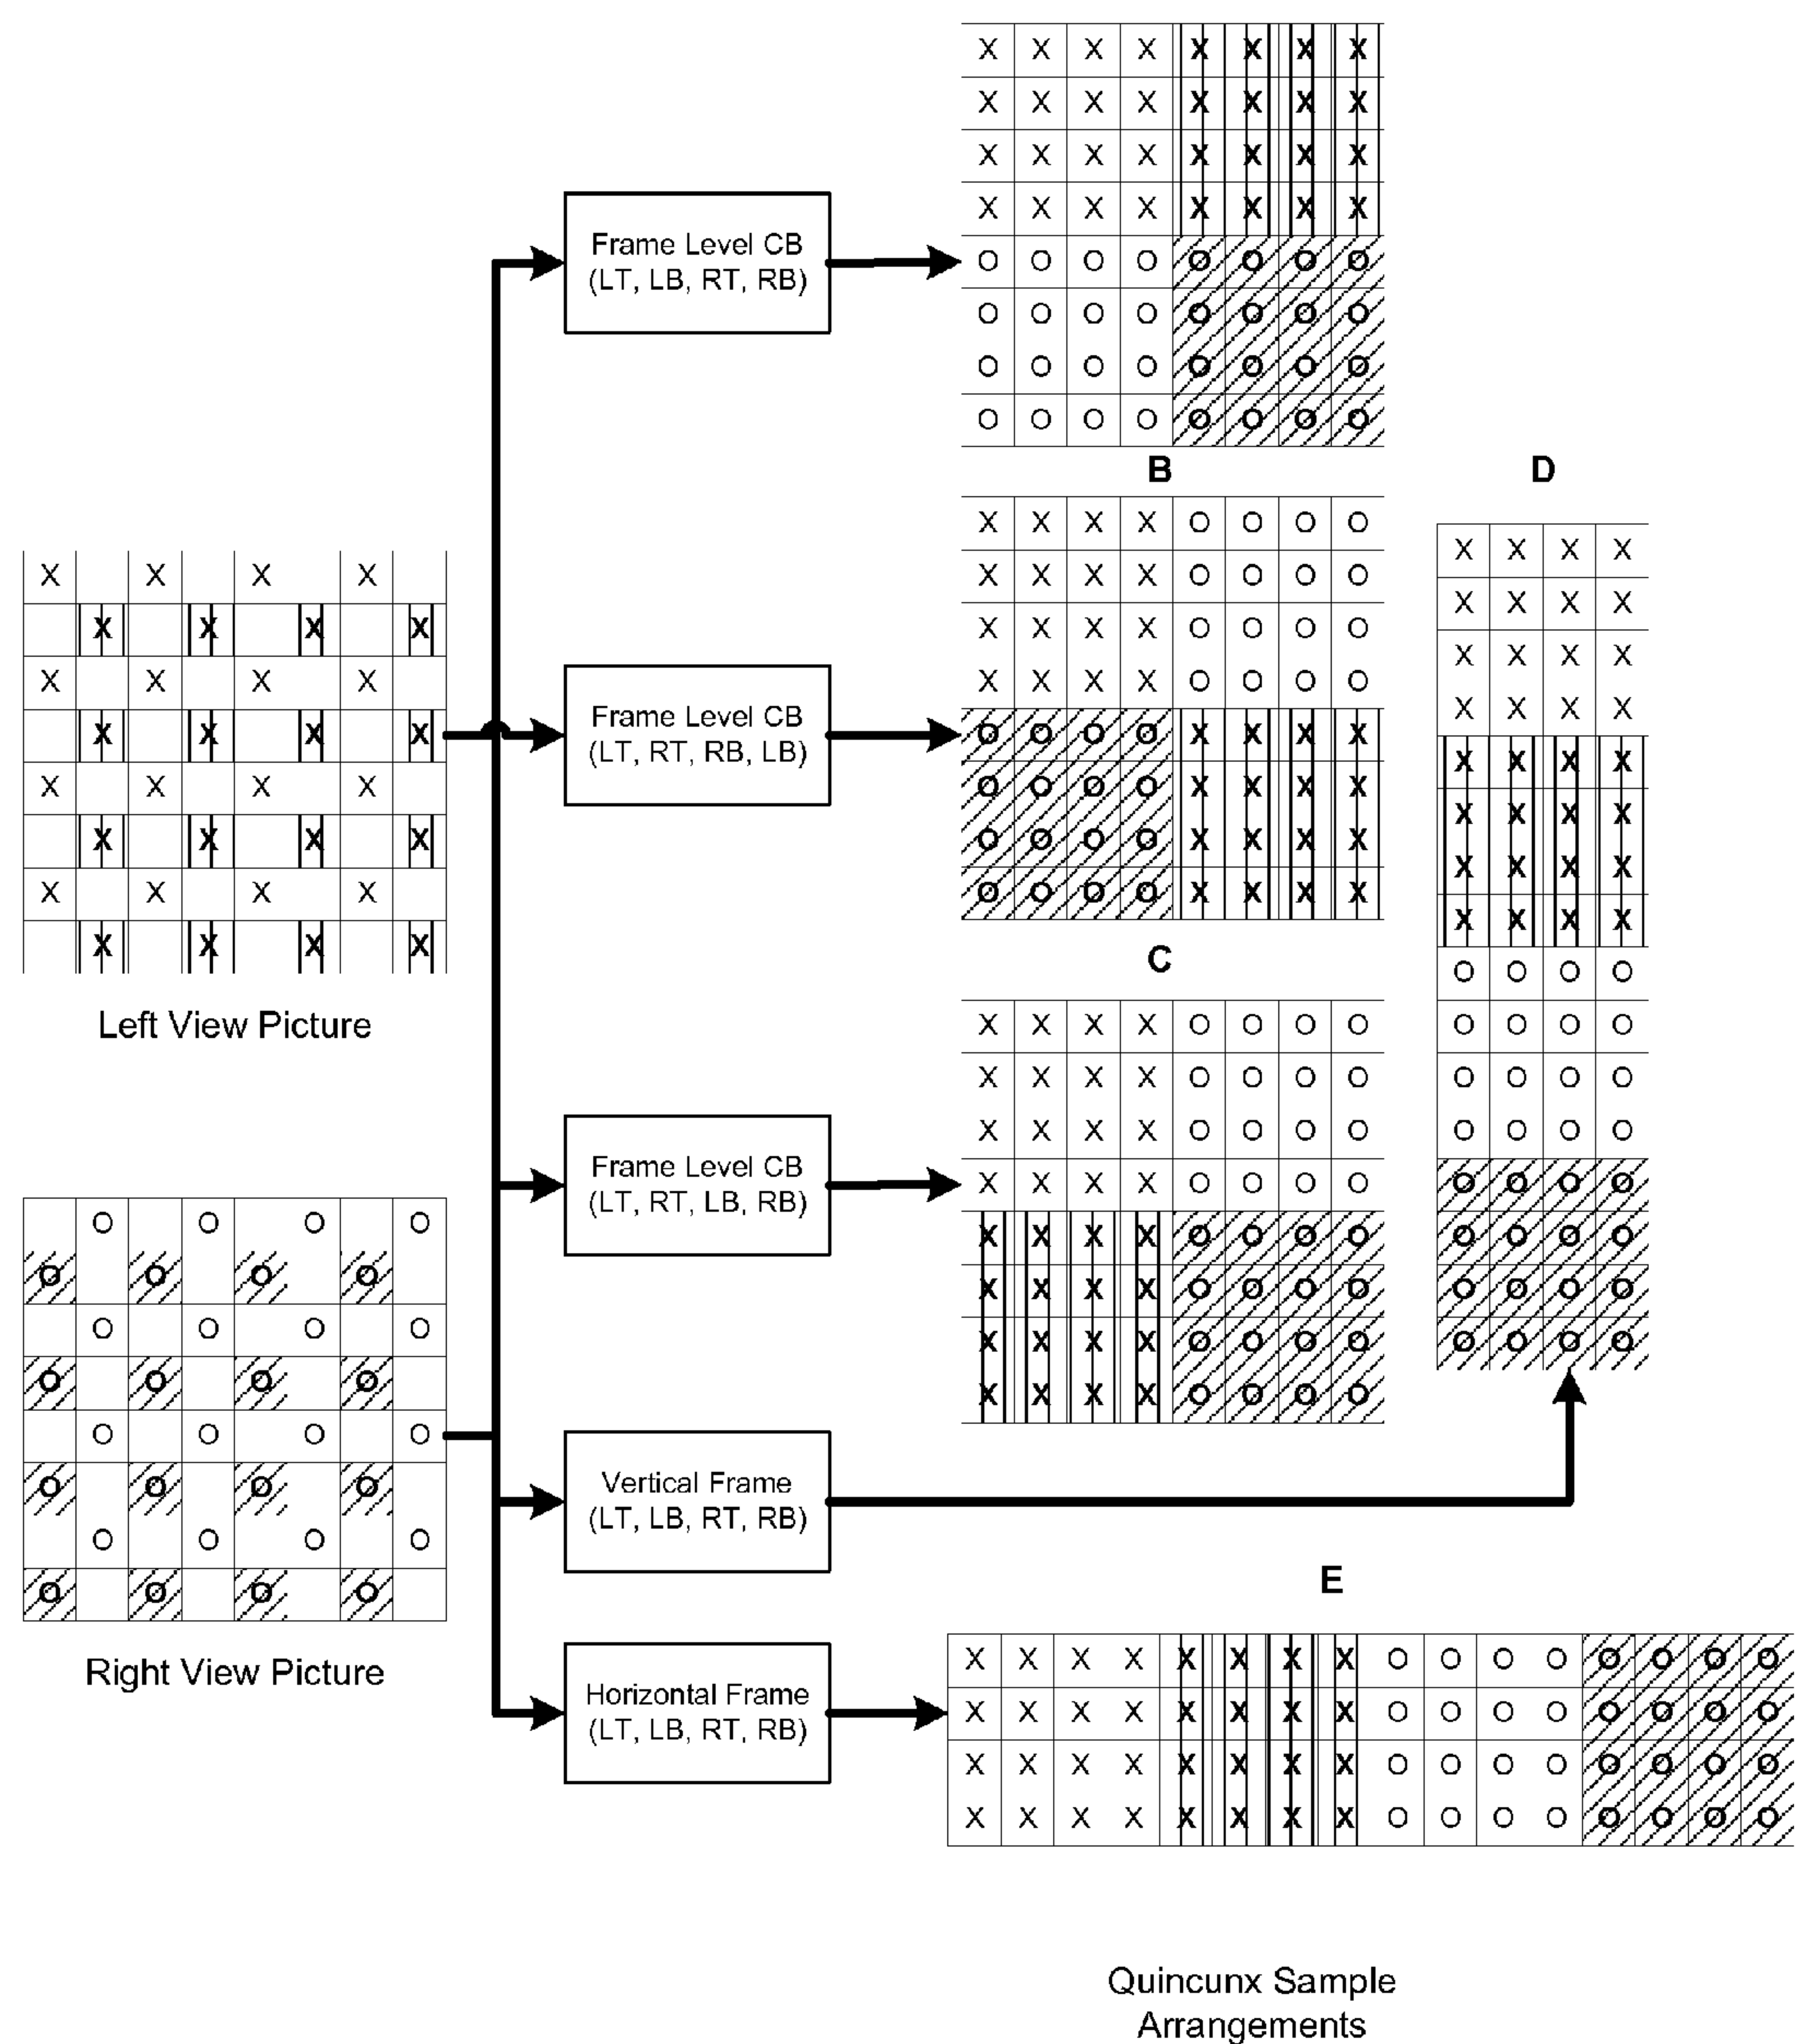 Frame Level CB
(LT, LB, RT, RB)
B
D
Frame Level CB
(LT, RT, RB, LB)
C
Left View Picture
Frame Level CB
(LT, RT, LB, RB)
Vertical Frame
(LT, LB, RT, RB)
E
Right View Picture
Horizontal Frame
(LT, LB, RT, RB)
Quincunx Sample
Arrangements